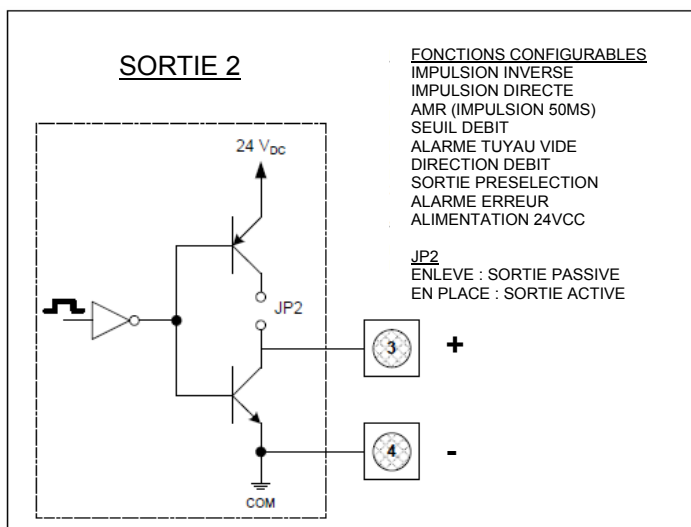 SORTIE 2
FONCTIONS CONFIGURABLES
IMPULSION INVERSE
IMPULSION DIRECTE
AMR (IMPULSION 50MS)
SEUIL DEBIT
ALARME TUYAU VIDE
DIRECTION DEBIT
SORTIE PRESELECTION
ALARME ERREUR
ALIMENTATION 24VCC
JP2
ENLEVE : SORTIE PASSIVE
EN PLACE : SORTIE ACTIVE
24 VDC
JP2
3 +
4 -
COM